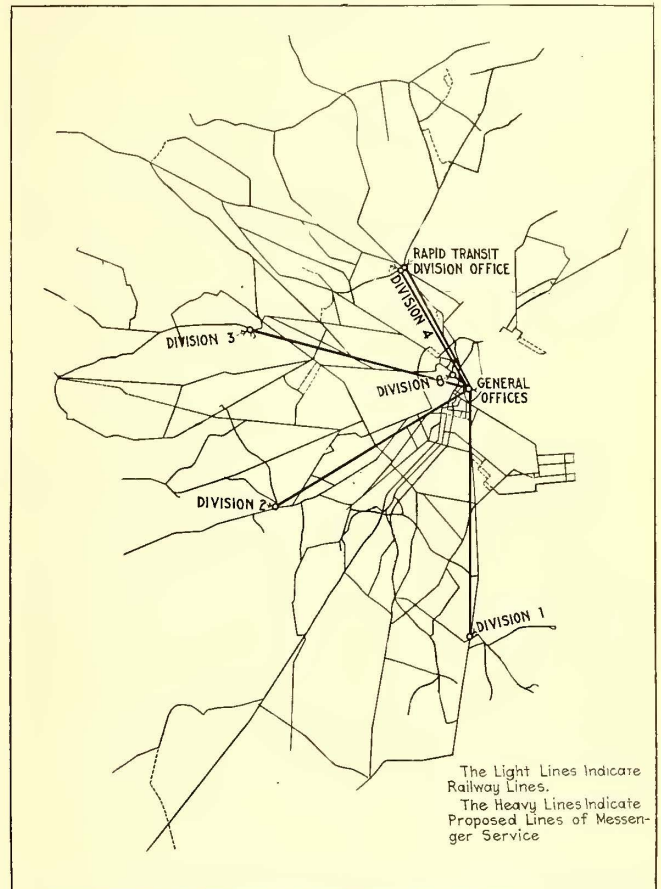 RAPID TRANSIT
DIVISION OFFICE
DIVISION 4
DIVISION 3
DIVISION 6
GENERAL
OFFICES
DIVISION 2
DIVISION 1
The Light Lines Indicate
Railway Lines.
The Heavy Lines Indicate
Proposed Lines of Messen-
ger Service